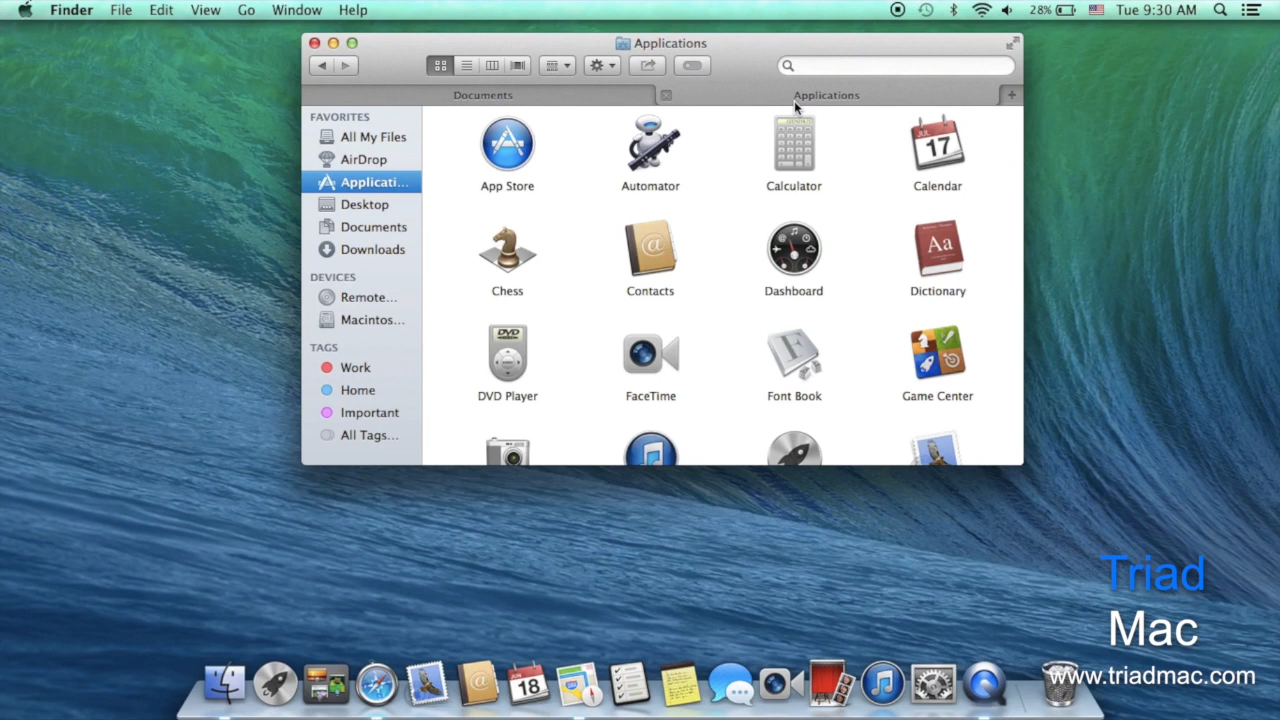 Finder File Edit View Go Window Help 28% Tue 9:30 AM
Applications
Documents Applications
FAVORITES
All My Files
AirDrop
Applicati...
Desktop
Documents
Downloads
DEVICES
Remote...
Macintos...
TAGS
Work
Home
Important
All Tags...
App Store Automator Calculator Calendar
JUL
17
Chess Contacts Dashboard Dictionary
@
Aa
DVD
DVD Player FaceTime Font Book Game Center
F
Triad
Mac
www.triadmac.com
@
18